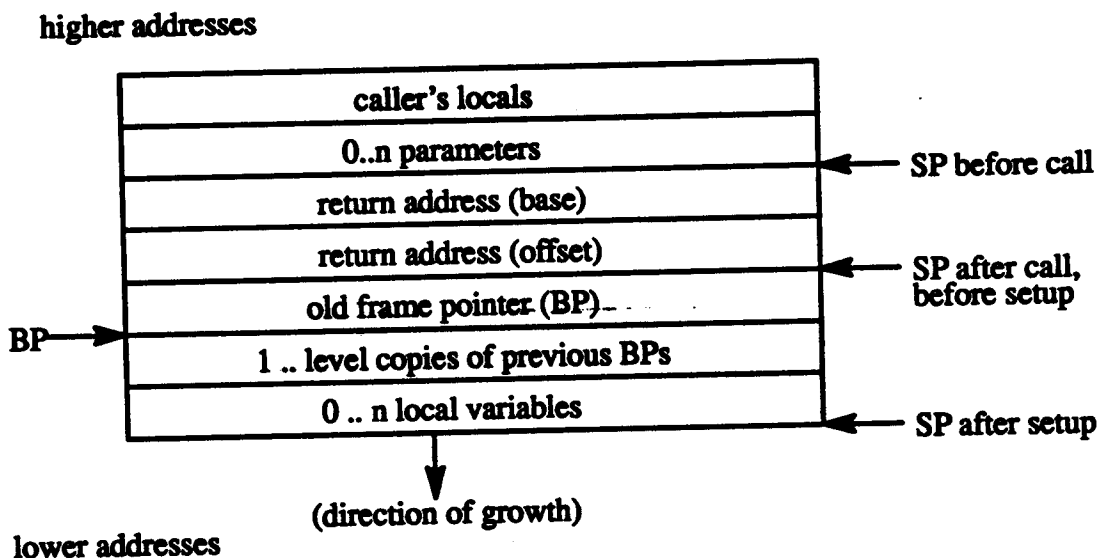 higher addresses
caller's locals
0..n parameters
SP before call
return address (base)
return address (offset)
SP after call,
before setup
old frame pointer (BP)
BP
1 .. level copies of previous BPs
0 .. n local variables
SP after setup
(direction of growth)
lower addresses